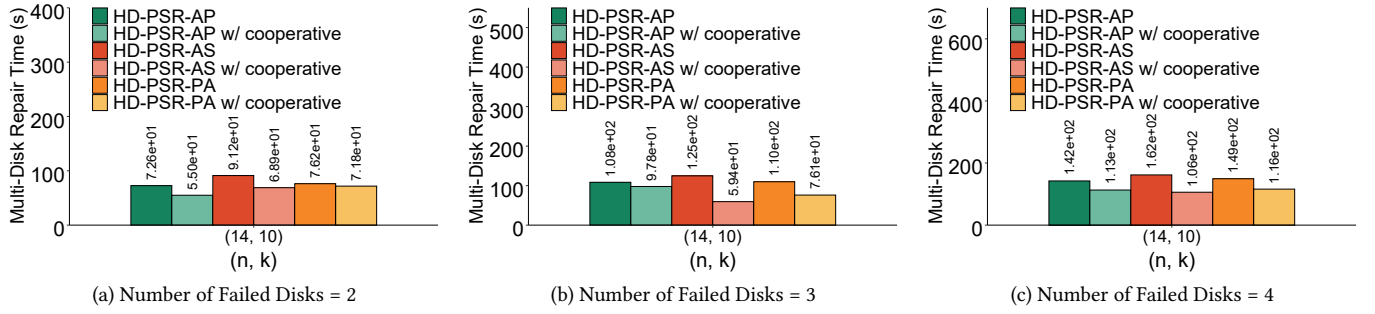 Multi-Disk Repair Time (s)
400
300
200
100
0
HD-PSR-AP
HD-PSR-AP w/ cooperative
HD-PSR-AS
HD-PSR-AS w/ cooperative
HD-PSR-PA
HD-PSR-PA w/ cooperative
7.26e+01
5.50e+01
9.12e+01
6.89e+01
7.62e+01
7.18e+01
(14, 10)
(n, k)
(a) Number of Failed Disks = 2
Multi-Disk Repair Time (s)
500
400
300
200
100
0
HD-PSR-AP
HD-PSR-AP w/ cooperative
HD-PSR-AS
HD-PSR-AS w/ cooperative
HD-PSR-PA
HD-PSR-PA w/ cooperative
1.08e+02
9.78e+01
1.25e+02
5.94e+01
1.10e+02
7.61e+01
(14, 10)
(n, k)
(b) Number of Failed Disks = 3
Multi-Disk Repair Time (s)
600
400
200
0
HD-PSR-AP
HD-PSR-AP w/ cooperative
HD-PSR-AS
HD-PSR-AS w/ cooperative
HD-PSR-PA
HD-PSR-PA w/ cooperative
1.42e+02
1.13e+02
1.62e+02
1.06e+02
1.49e+02
1.16e+02
(14, 10)
(n, k)
(c) Number of Failed Disks = 4